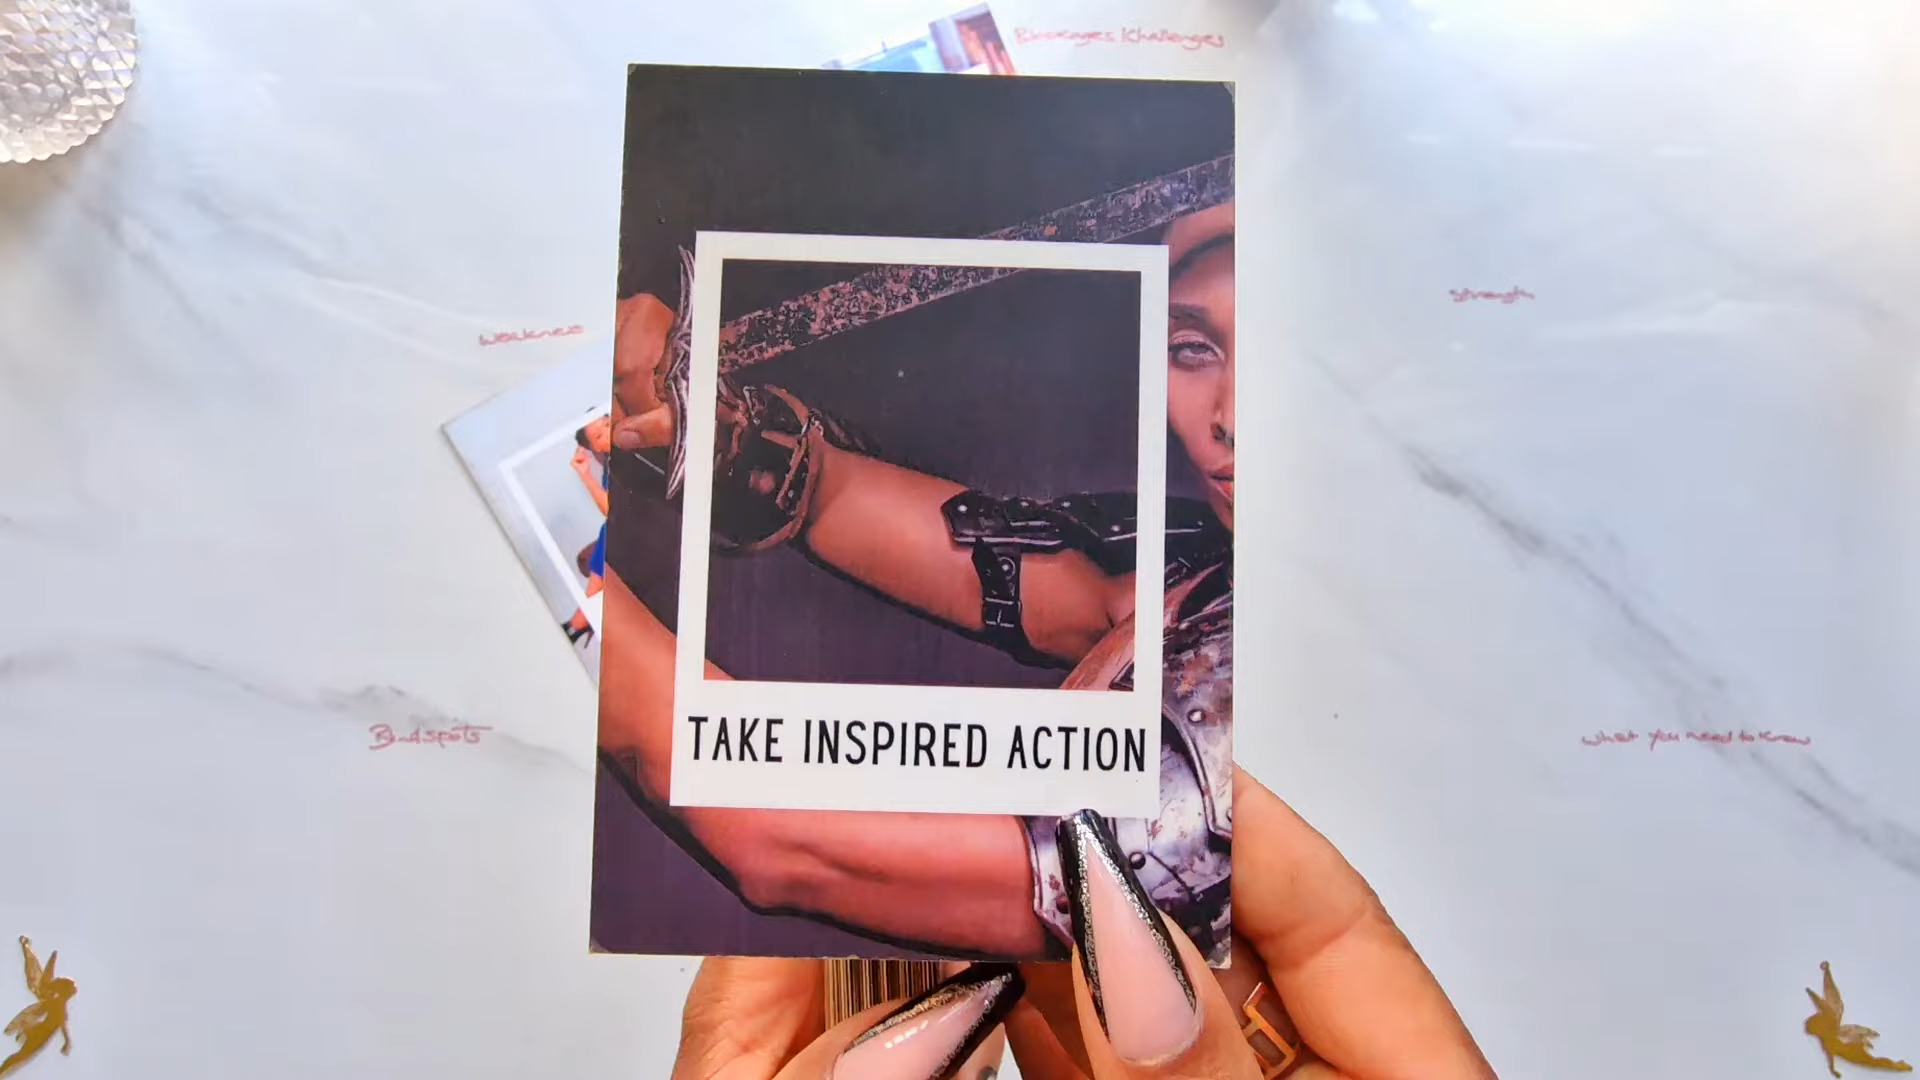 Blockages/Challenges
strength
weakness
TAKE INSPIRED ACTION
Blindspots
what you need to know